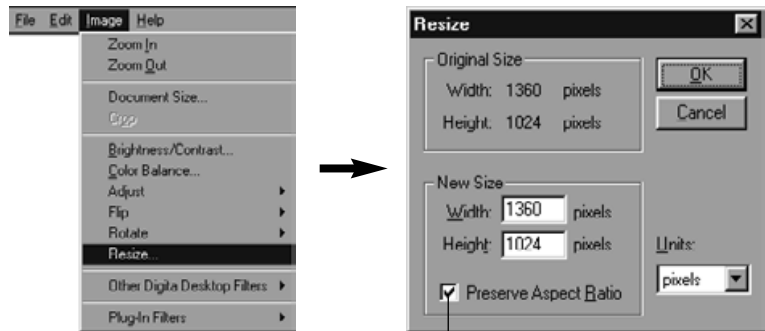 File Edit Image Help
Zoom In
Zoom Out
Document Size...
Crop
Brightness/Contrast...
Color Balance...
Adjust
Flip
Rotate
Resize...
Other Digita Desktop Filters
Plug-In Filters
Resize
Original Size
Width: 1360 pixels
Height: 1024 pixels
OK
Cancel
New Size
Width: 1360 pixels
Height: 1024 pixels
Preserve Aspect Ratio
Units:
pixels